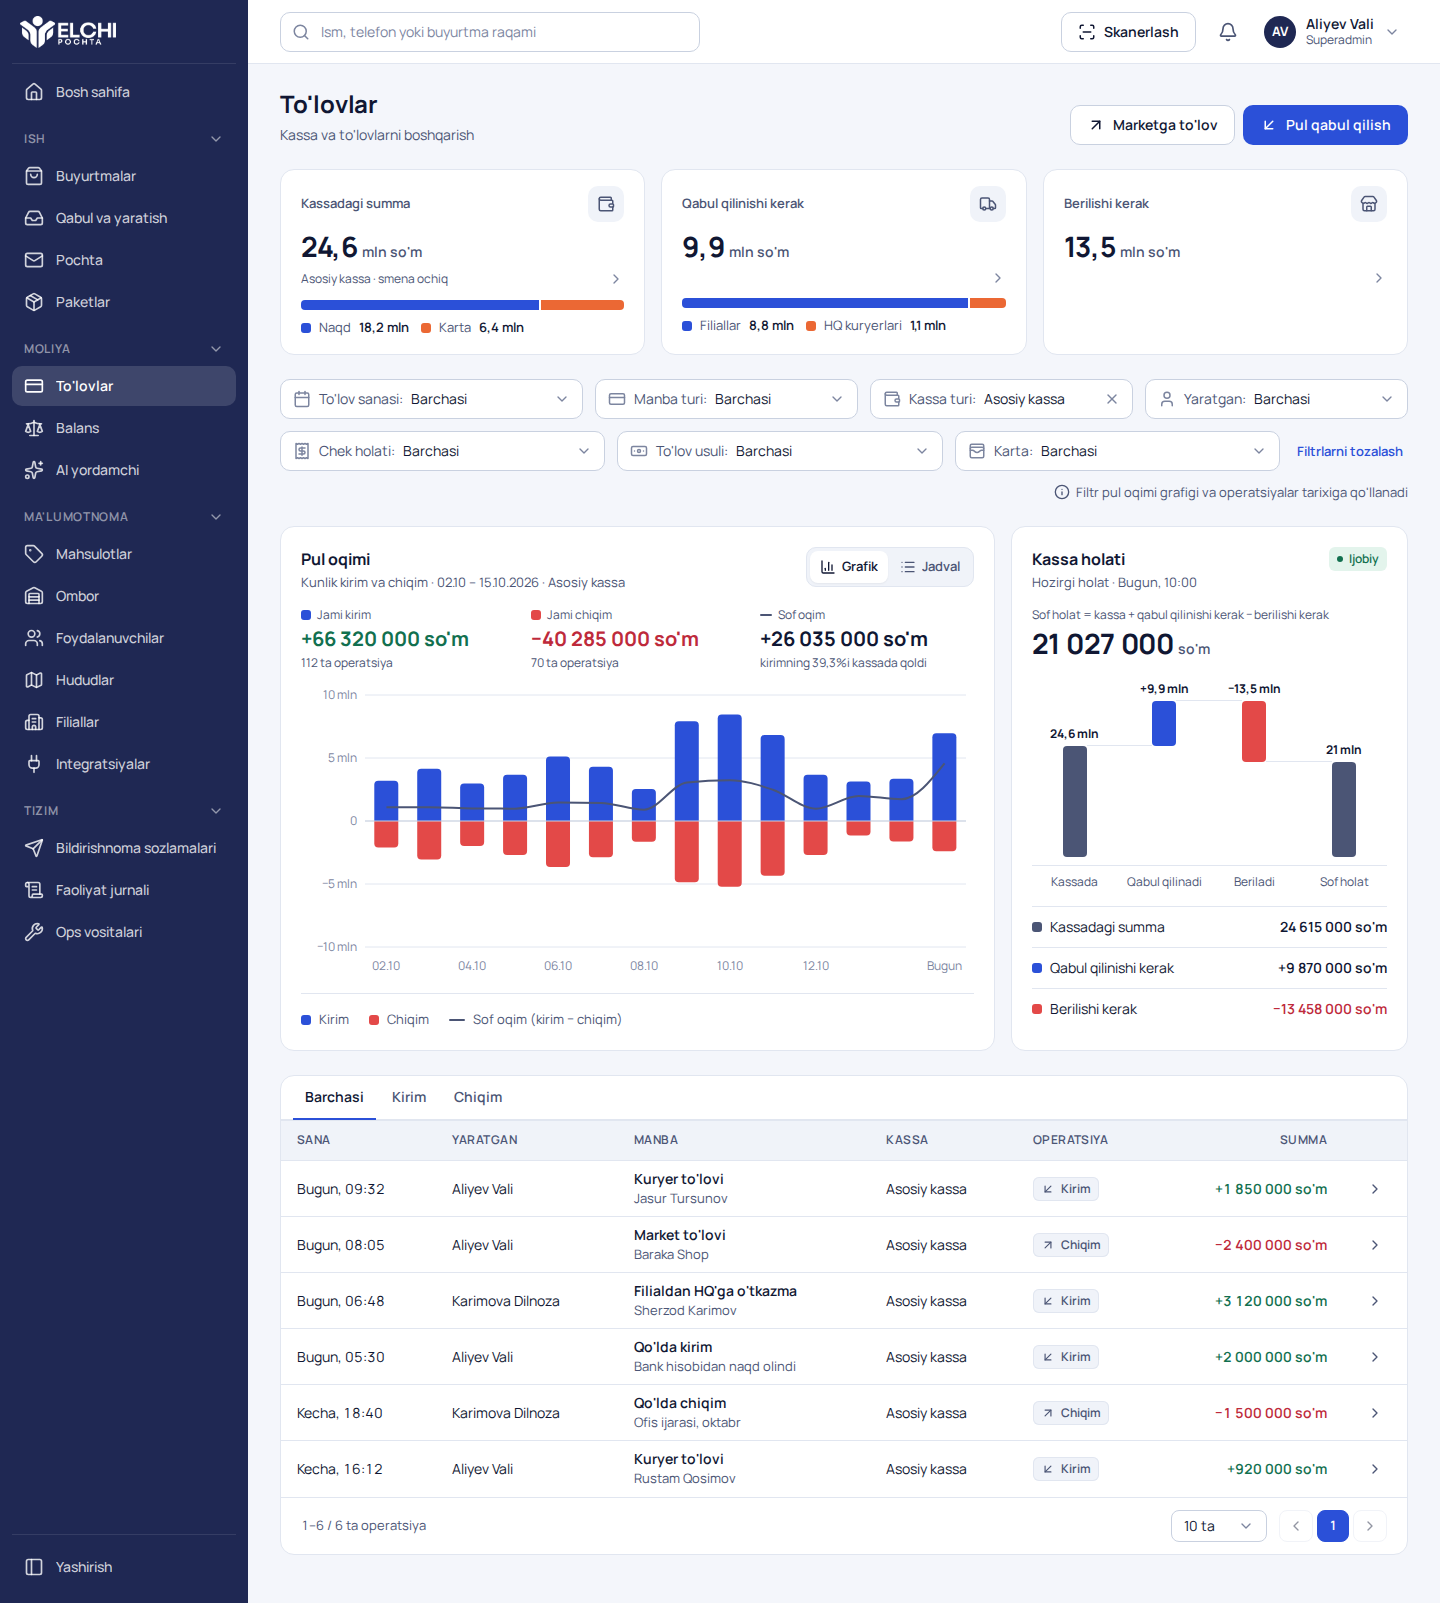 ELCHI
POCHTA
Bosh sahifa
ISH
Buyurtmalar
Qabul va yaratish
Pochta
Paketlar
MOLIYA
To'lovlar
Balans
AI yordamchi
MA'LUMOTNOMA
Mahsulotlar
Ombor
Foydalanuvchilar
Hududlar
Filiallar
Integratsiyalar
TIZIM
Bildirishnoma sozlamalari
Faoliyat jurnali
Ops vositalari
Yashirish
Ism, telefon yoki buyurtma raqami
Skanerlash
AV
Aliyev Vali
Superadmin
To'lovlar
Kassa va to'lovlarni boshqarish
Marketga to'lov
Pul qabul qilish
Kassadagi summa
24,6 mln so'm
Asosiy kassa · smena ochiq
Naqd 18,2 mln Karta 6,4 mln
Qabul qilinishi kerak
9,9 mln so'm
Filiallar 8,8 mln HQ kuryerlari 1,1 mln
Berilishi kerak
13,5 mln so'm
To'lov sanasi: Barchasi
Manba turi: Barchasi
Kassa turi: Asosiy kassa
Yaratgan: Barchasi
Chek holati: Barchasi
To'lov usuli: Barchasi
Karta: Barchasi
Filtrlarni tozalash
Filtr pul oqimi grafigi va operatsiyalar tarixiga qo'llanadi
Pul oqimi
Kunlik kirim va chiqim · 02.10 – 15.10.2026 · Asosiy kassa
Grafik
Jadval
Jami kirim
+66 320 000 so'm
112 ta operatsiya
Jami chiqim
−40 285 000 so'm
70 ta operatsiya
Sof oqim
+26 035 000 so'm
kirimning 39,3%i kassada qoldi
10 mln
5 mln
0
−5 mln
−10 mln
02.10 04.10 06.10 08.10 10.10 12.10 Bugun
Kirim
Chiqim
Sof oqim (kirim − chiqim)
Kassa holati
Ijobiy
Hozirgi holat · Bugun, 10:00
Sof holat = kassa + qabul qilinishi kerak − berilishi kerak
21 027 000 so'm
24,6 mln
+9,9 mln
−13,5 mln
21 mln
Kassada
Qabul qilinadi
Beriladi
Sof holat
Kassadagi summa 24 615 000 so'm
Qabul qilinishi kerak +9 870 000 so'm
Berilishi kerak −13 458 000 so'm
Barchasi
Kirim
Chiqim
SANA YARATGAN MANBA KASSA OPERATSIYA SUMMA
Bugun, 09:32 Aliyev Vali Kuryer to'lovi Asosiy kassa Kirim +1 850 000 so'm
Jasur Tursunov
Bugun, 08:05 Aliyev Vali Market to'lovi Asosiy kassa Chiqim −2 400 000 so'm
Baraka Shop
Bugun, 06:48 Karimova Dilnoza Filialdan HQ'ga o'tkazma Asosiy kassa Kirim +3 120 000 so'm
Sherzod Karimov
Bugun, 05:30 Aliyev Vali Qo'lda kirim Asosiy kassa Kirim +2 000 000 so'm
Bank hisobidan naqd olindi
Kecha, 18:40 Karimova Dilnoza Qo'lda chiqim Asosiy kassa Chiqim −1 500 000 so'm
Ofis ijarasi, oktabr
Kecha, 16:12 Aliyev Vali Kuryer to'lovi Asosiy kassa Kirim +920 000 so'm
Rustam Qosimov
1–6 / 6 ta operatsiya
10 ta
1